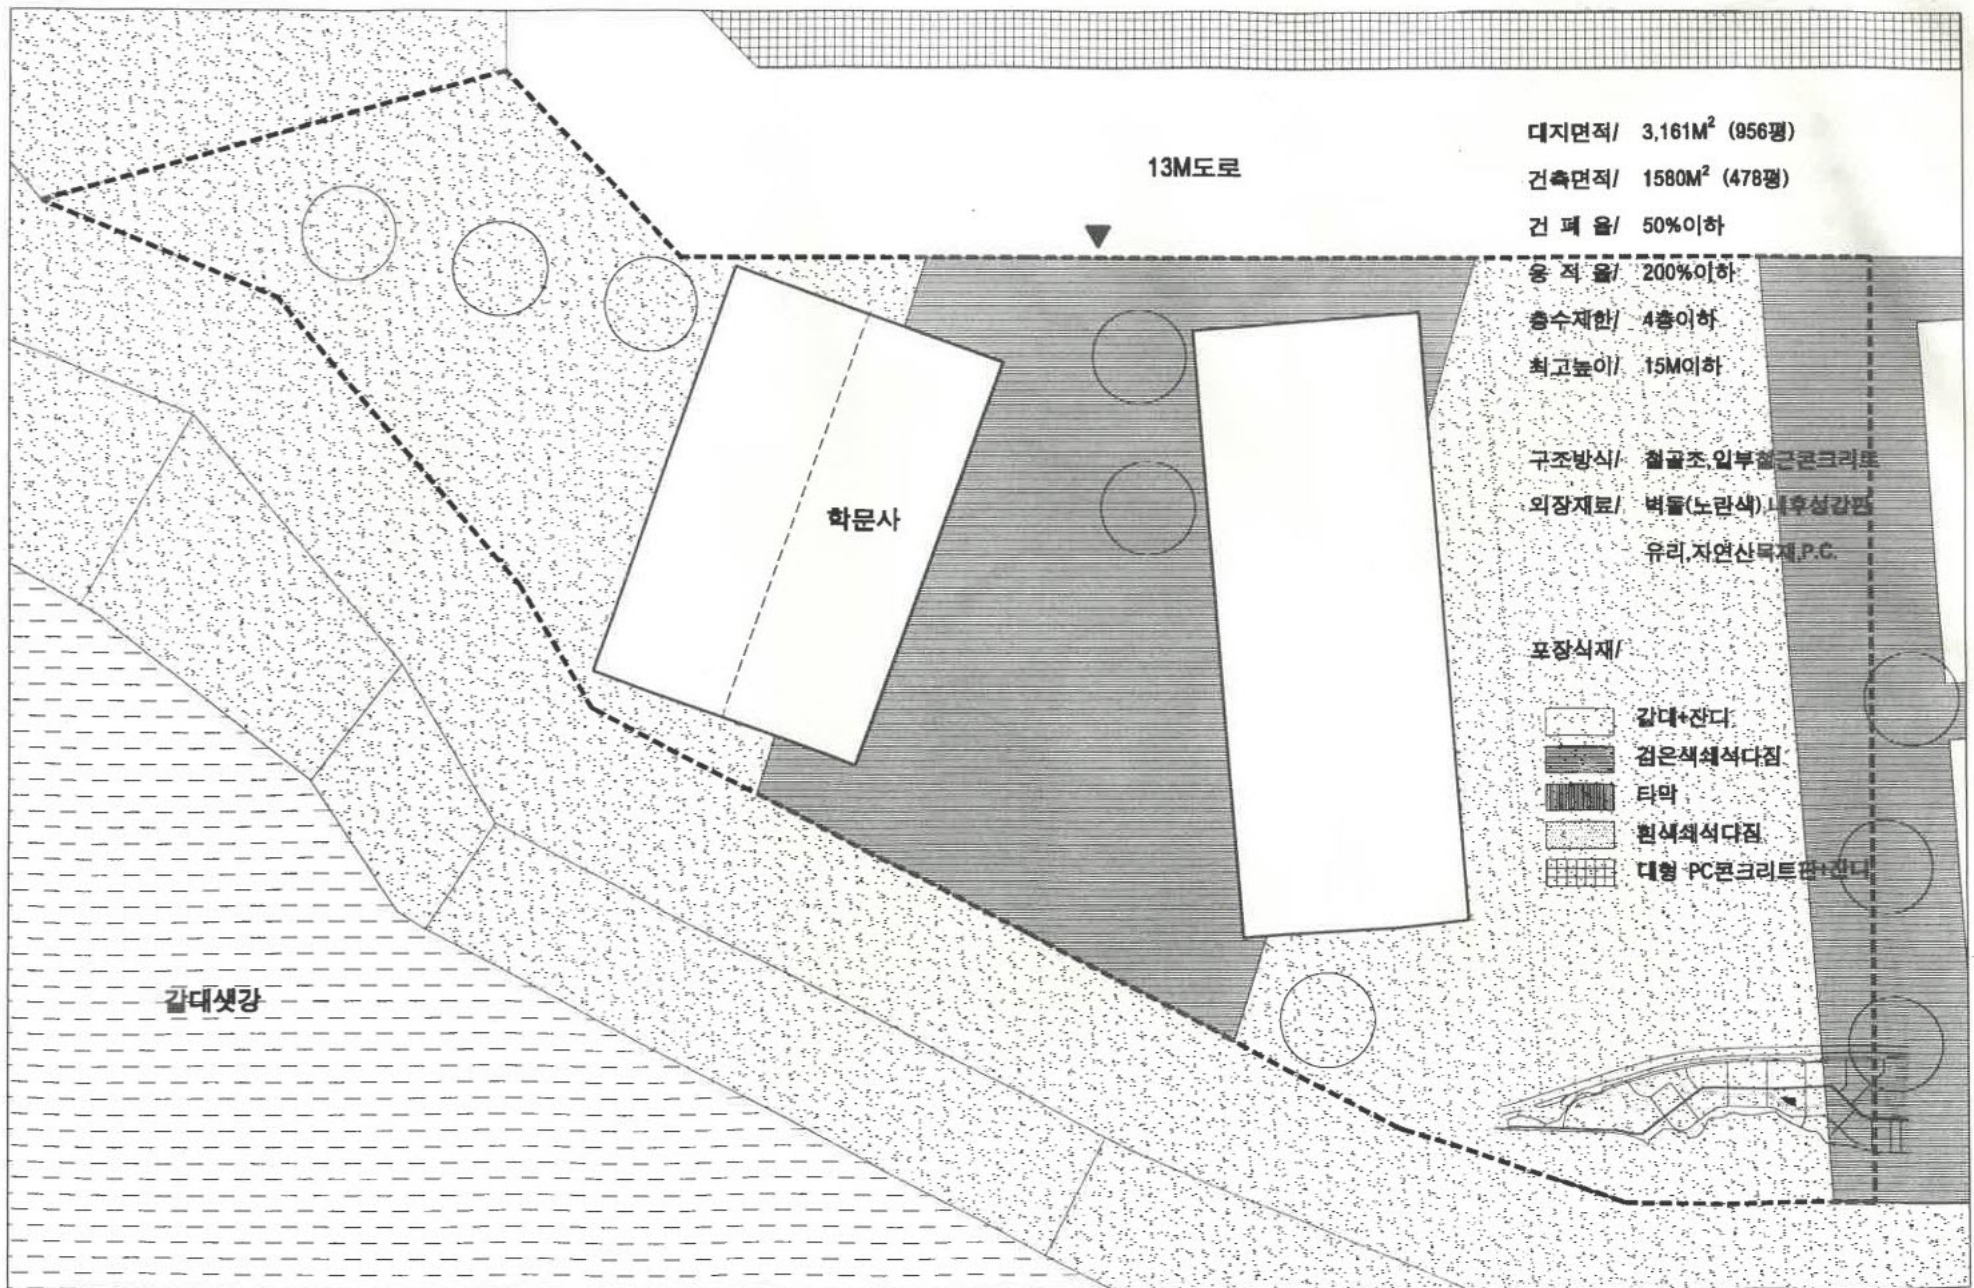 13M도로
대지면적/ 3,161M² (956평)
건축면적/ 1580M² (478평)
건 폐 율/ 50%이하
용 적 율/ 200%이하
층수제한/ 4층이하
최고높이/ 15M이하
구조방식/ 철골조,일부철근콘크리트
외장재료/ 벽돌(노란색),내후성강판
유리,자연산목재,P.C.
학문사
포장식재/
갈대+잔디
검은색쇄석다짐
타막
흰색쇄석다짐
대형 PC콘크리트판+잔디
갈대샛강